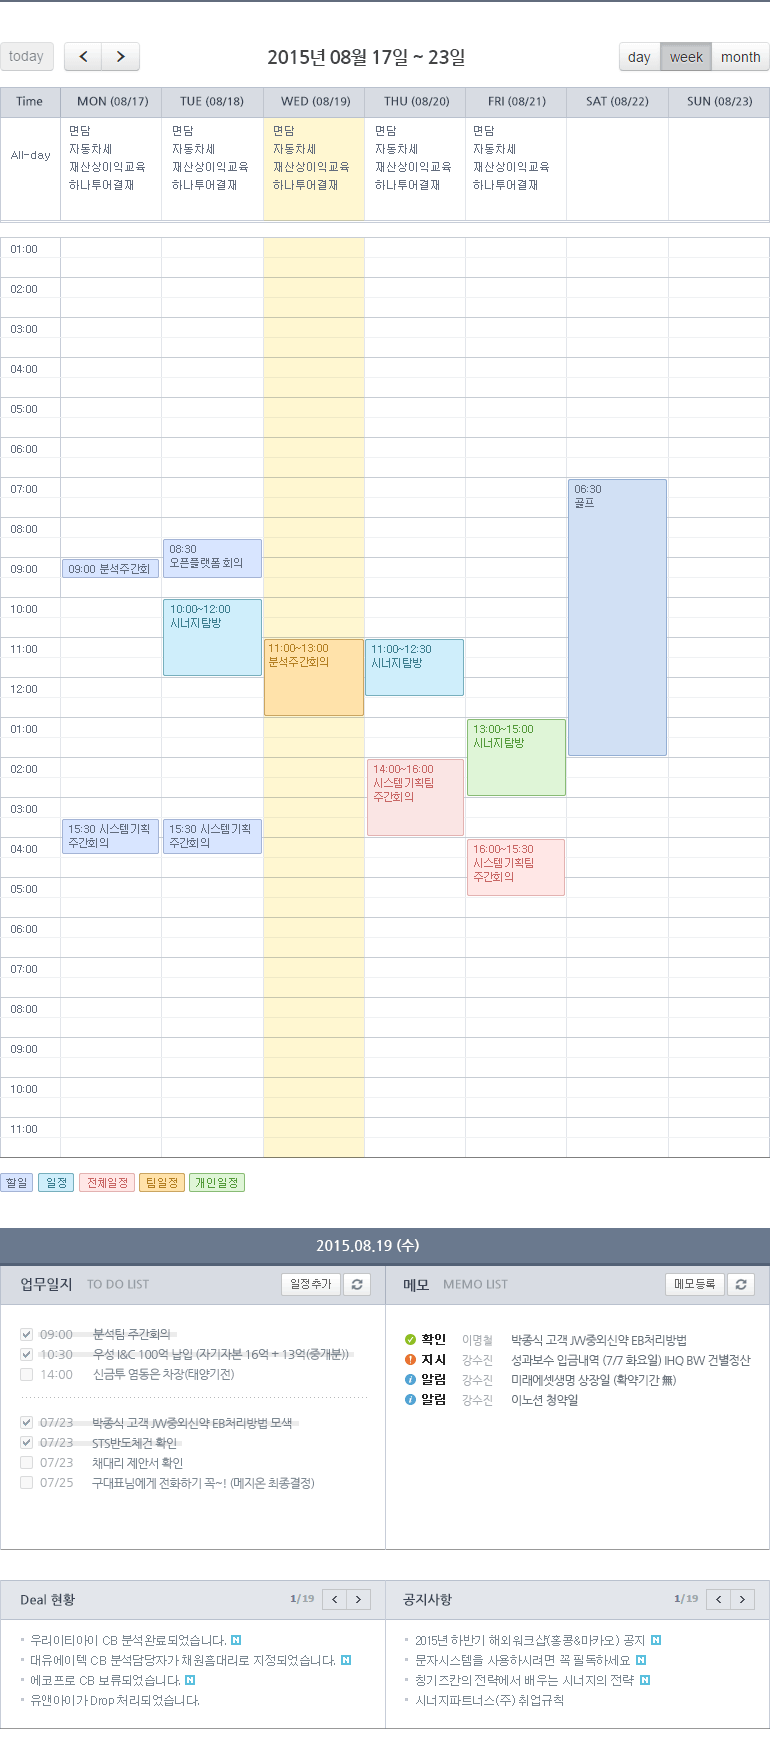 today
2015년 08월 17일 ~ 23일
day week month
Time MON (08/17) TUE (08/18) WED (08/19) THU (08/20) FRI (08/21) SAT (08/22) SUN (08/23)
All-day
면담 면담 면담 면담 면담
자동차세 자동차세 자동차세 자동차세 자동차세
재산상이익교육 재산상이익교육 재산상이익교육 재산상이익교육 재산상이익교육
하나투어결재 하나투어결재 하나투어결재 하나투어결재 하나투어결재
01:00
02:00
03:00
04:00
05:00
06:00
07:00
06:30
골프
08:00
08:30
오픈플랫폼 회의
09:00
09:00 분석주간회
10:00
10:00~12:00
시너지탐방
11:00
11:00~13:00
분석주간회의
11:00~12:30
시너지탐방
12:00
01:00
13:00~15:00
시너지탐방
02:00
14:00~16:00
시스템기획팀
주간회의
03:00
15:30 시스템기획
주간회의
15:30 시스템기획
주간회의
04:00
16:00~15:30
시스템기획팀
주간회의
05:00
06:00
07:00
08:00
09:00
10:00
11:00
할일 일정 전체일정 팀일정 개인일정
2015.08.19 (수)
업무일지 TO DO LIST 일정추가
09:00 분석팀 주간회의
10:30 우성 I&C 100억 납입 (자기자본 16억 + 13억(중개분))
14:00 신금투 염동은 차장(태양기전)
07/23 박종식 고객 JW중외신약 EB처리방법 모색
07/23 STS반도체건 확인
07/23 채대리 제안서 확인
07/25 구대표님에게 전화하기 꼭~! (메지온 최종결정)
메모 MEMO LIST 메모등록
확인 이명철 박종식 고객 JW중외신약 EB처리방법
지시 강수진 성과보수 입금내역 (7/7 화요일) IHQ BW 건별정산
알림 강수진 미래에셋생명 상장일 (확약기간 無)
알림 강수진 이노션 청약일
Deal 현황 1/19
우리이티아이 CB 분석완료되었습니다. N
대유에이텍 CB 분석담당자가 채원홈대리로 지정되었습니다. N
에코프로 CB 보류되었습니다. N
유앤아이가 Drop 처리되었습니다.
공지사항 1/19
2015년 하반기 해외워크샵(홍콩&마카오) 공지 N
문자시스템을 사용하시려면 꼭 필독하세요 N
칭기즈칸의 전략에서 배우는 시너지의 전략 N
시너지파트너스(주) 취업규칙